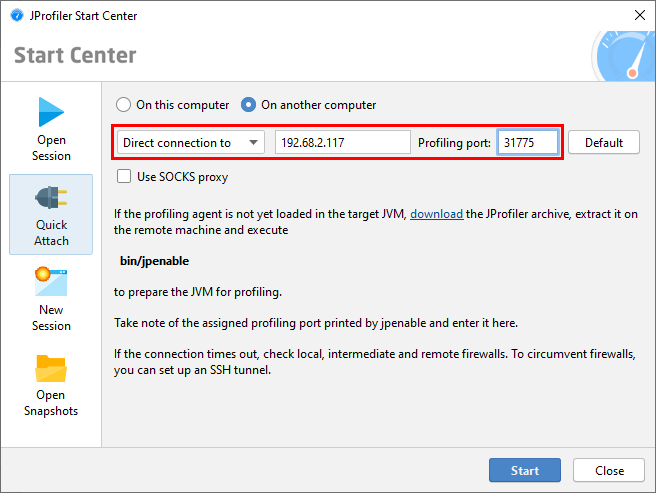 JProfiler Start Center
Start Center
Open
Session
Quick
Attach
New
Session
Open
Snapshots
On this computer On another computer
Direct connection to 192.68.2.117 Profiling port: 31775 Default
Use SOCKS proxy
If the profiling agent is not yet loaded in the target JVM, download the JProfiler archive, extract it on
the remote machine and execute
bin/jpenable
to prepare the JVM for profiling.
Take note of the assigned profiling port printed by jpenable and enter it here.
If the connection times out, check local, intermediate and remote firewalls. To circumvent firewalls,
you can set up an SSH tunnel.
Start Close